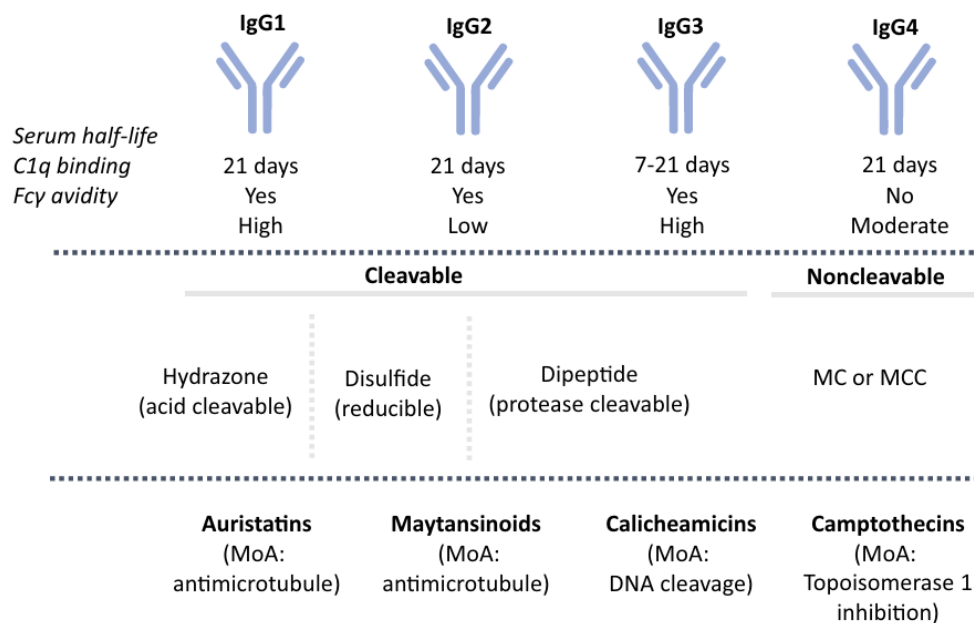 IgG1 IgG2 IgG3 IgG4
Serum half-life
C1q binding 21 days 21 days 7-21 days 21 days
Fcγ avidity Yes Yes Yes No
High Low High Moderate
Cleavable Noncleavable
Hydrazone Disulfide Dipeptide MC or MCC
(acid cleavable) (reducible) (protease cleavable)
Auristatins Maytansinoids Calicheamicins Camptothecins
(MoA: (MoA: (MoA: (MoA:
antimicrotubule) antimicrotubule) DNA cleavage) Topoisomerase 1
inhibition)